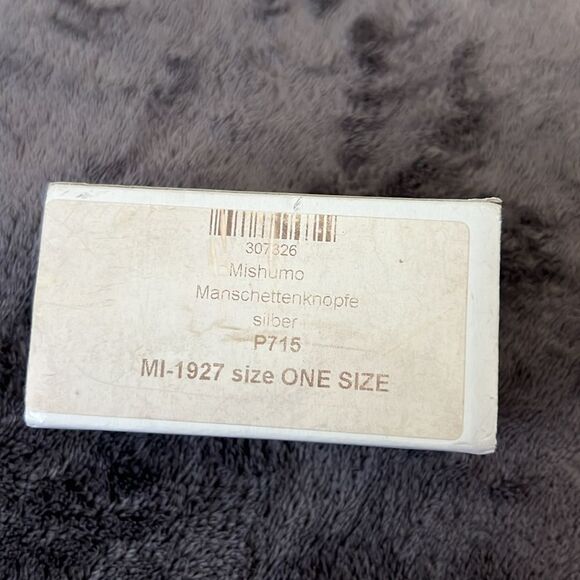 307326
Mishumo
Manschettenknopfe
silber
P715
MI-1927 size ONE SIZE